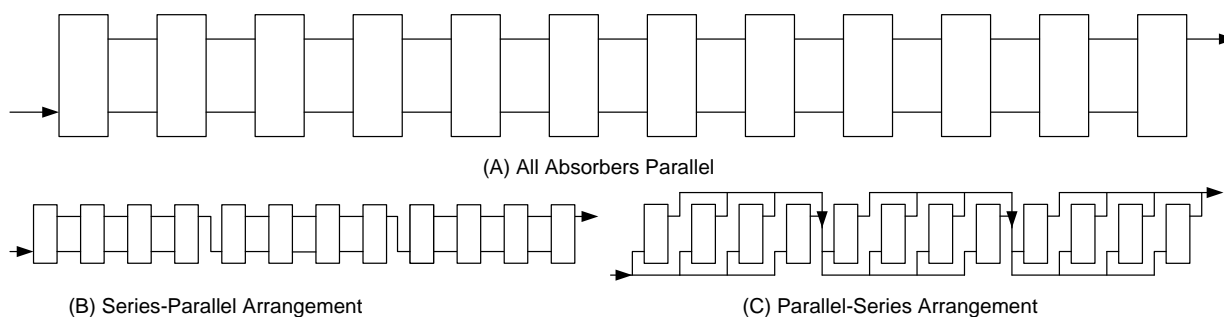 (A) All Absorbers Parallel
(B) Series-Parallel Arrangement
(C) Parallel-Series Arrangement